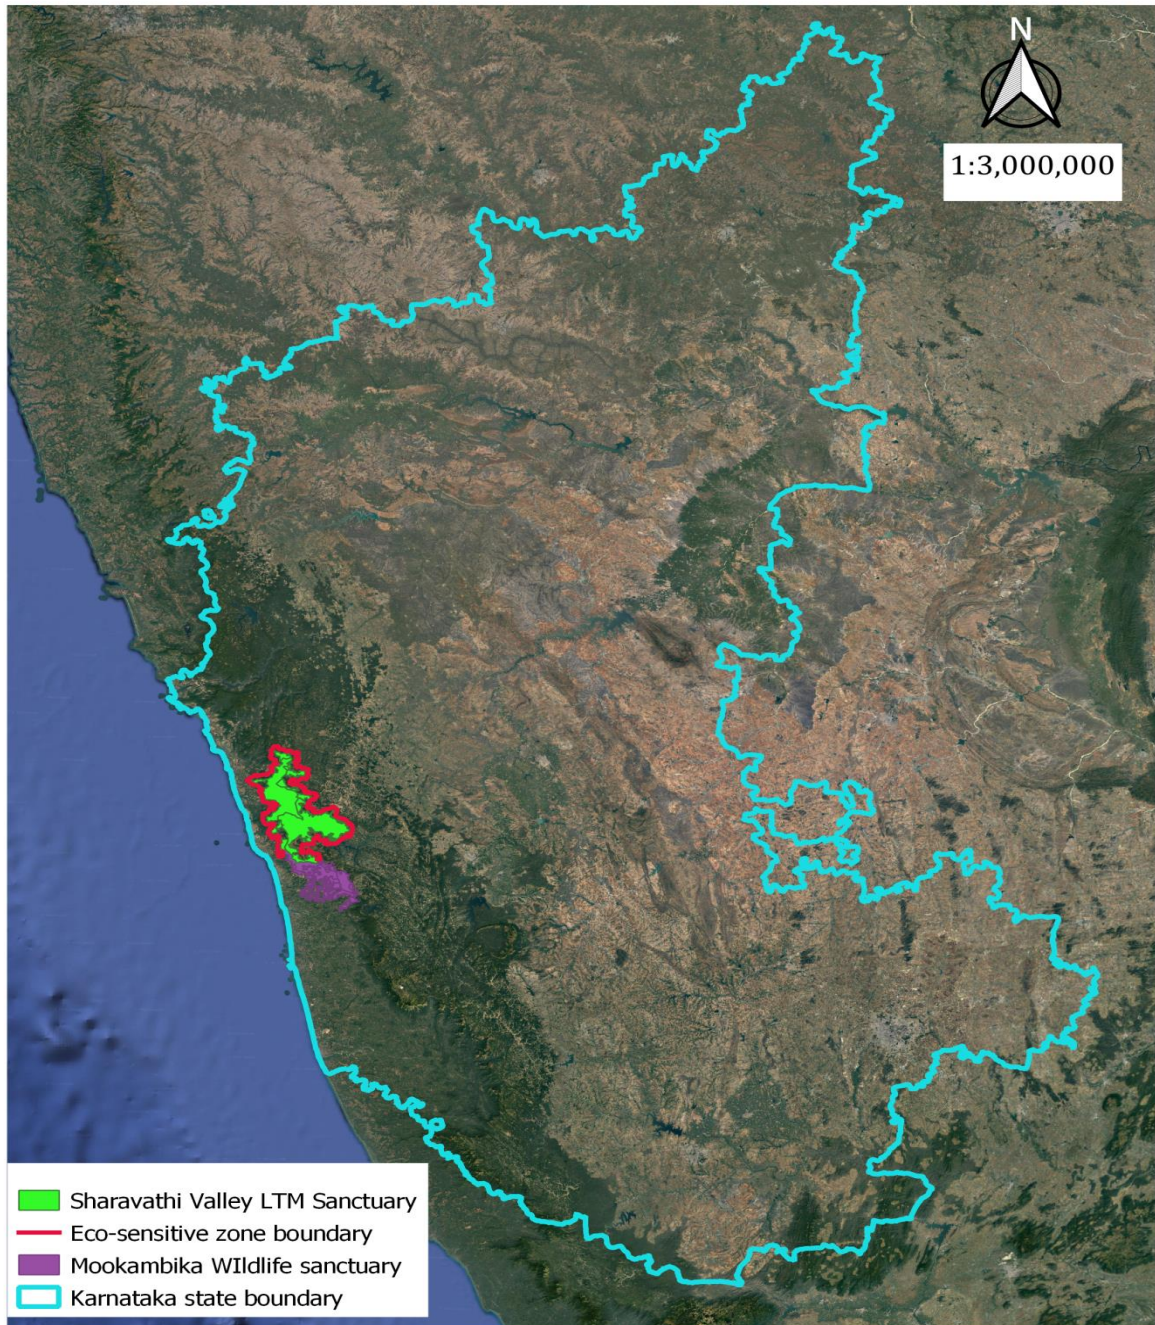 N
1:3,000,000
Sharavathi Valley LTM Sanctuary
Eco-sensitive zone boundary
Mookambika WIldlife sanctuary
Karnataka state boundary